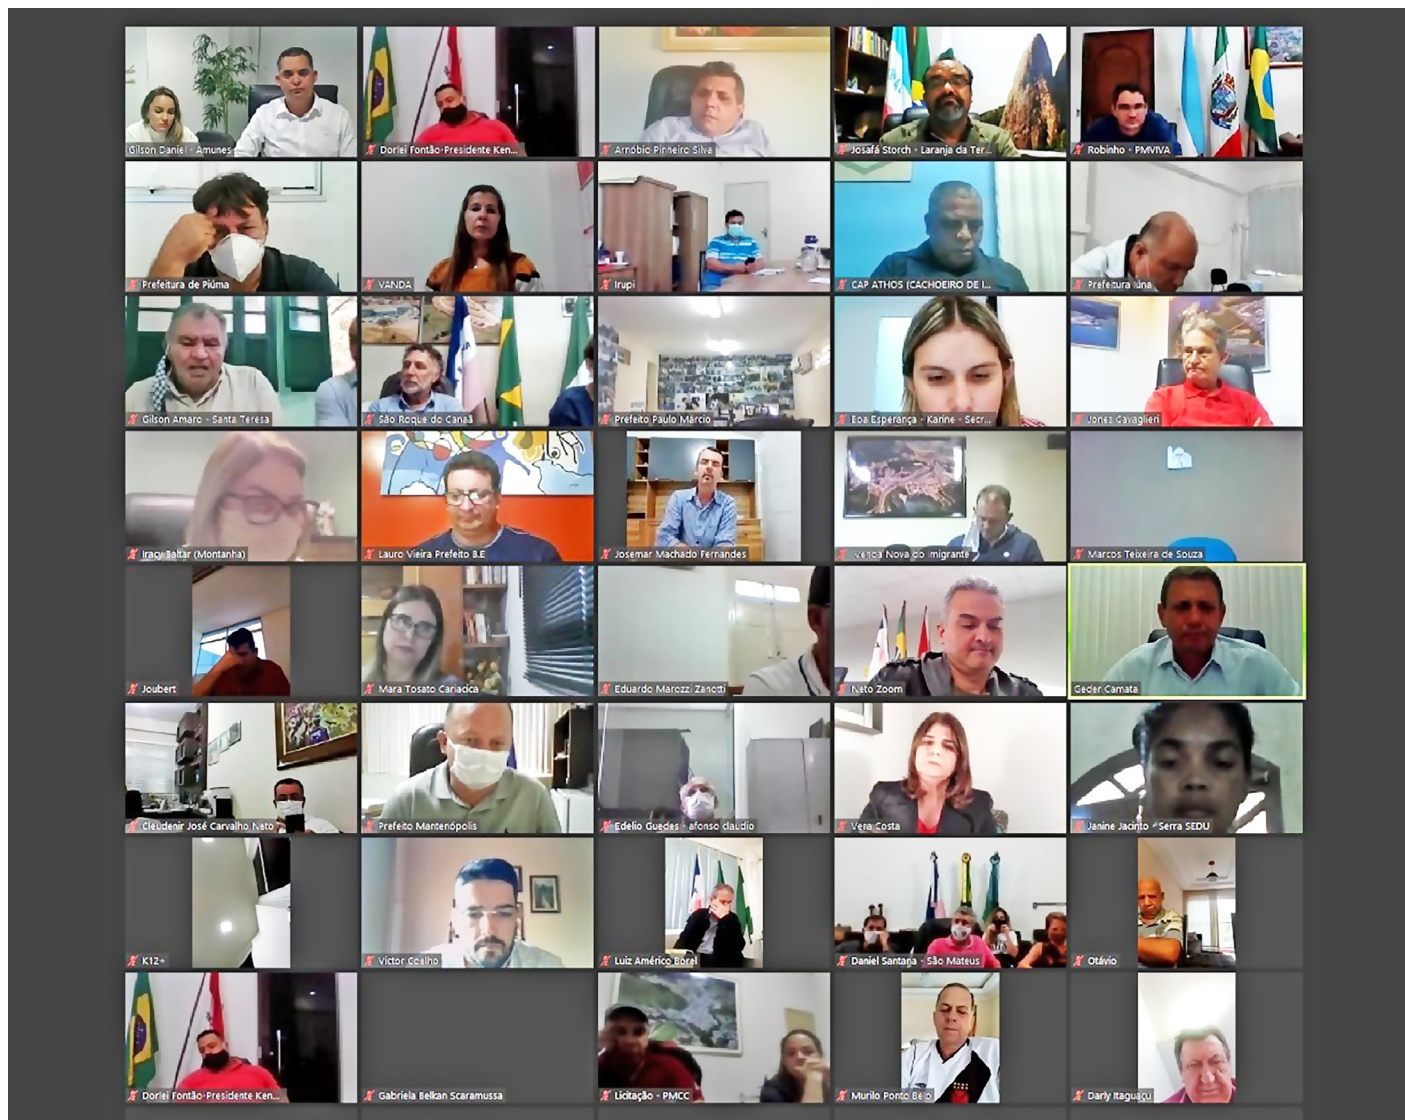 Gilson Daniel - Amunes
Dorlei Fontão-Presidente Ken...
Arnóbio Pinheiro Silva
Josafá Storch - Laranja da Ter...
Robinho - PMVIVA
Prefeitura de Piúma
VANDA
Irupi
CAP ATHOS (CACHOEIRO DE I...
Prefeitura Iúna
Gilson Amaro - Santa Teresa
São Roque do Canaã
Prefeito Paulo Márcio
Boa Esperança - Karine - Secr...
Jones Cavaglieri
Iracy Baltar (Montanha)
Lauro Vieira Prefeito B.E
Josemar Machado Fernandes
Venda Nova do Imigrante
Marcos Teixeira de Souza
Joubert
Mara Tosato Cariacica
Eduardo Marozzi Zanotti
Neto Zoom
Geder Camata
Cleudenir José Carvalho Neto
Prefeito Mantenópolis
Edelio Guedes - afonso claudio
Vera Costa
Janine Jacinto - Serra SEDU
K12+
Victor Coelho
Luiz Américo Borel
Daniel Santana - São Mateus
Otávio
Dorlei Fontão-Presidente Ken...
Gabriela Belkan Scaramussa
Licitação - PMCC
Murilo Ponto Belo
Darly Itaguaçu